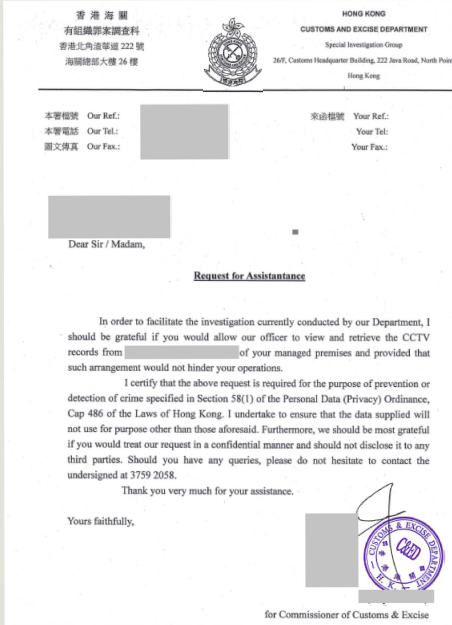 香港海關
有組織罪案調查科
香港北角渣華道 222 號
海關總部大樓 26 樓
HONG KONG
CUSTOMS AND EXCISE DEPARTMENT
Special Investigation Group
26/F, Customs Headquarter Building, 222 Java Road, North Poin
Hong Kong
本署檔號 Our Ref.:
本署電話 Our Tel.:
圖文傳真 Our Fax.:
來函檔號 Your Ref.:
Your Tel:
Your Fax.:
Dear Sir / Madam,
Request for Assistantance
In order to facilitate the investigation currently conducted by our Department, I
should be grateful if you would allow our officer to view and retrieve the CCTV
records from of your managed premises and provided that
such arrangement would not hinder your operations.
I certify that the above request is required for the purpose of prevention or
detection of crime specified in Section 58(1) of the Personal Data (Privacy) Ordinance,
Cap 486 of the Laws of Hong Kong. I undertake to ensure that the data supplied will
not use for purpose other than those aforesaid. Furthermore, we should be most grateful
if you would treat our request in a confidential manner and should not disclose it to any
third parties. Should you have any queries, please do not hesitate to contact the
undersigned at 3759 2058.
Thank you very much for your assistance.
Yours faithfully,
CUSTOMS & EXCISE DEPARTMENT
C&ED
for Commissioner of Customs & Excise